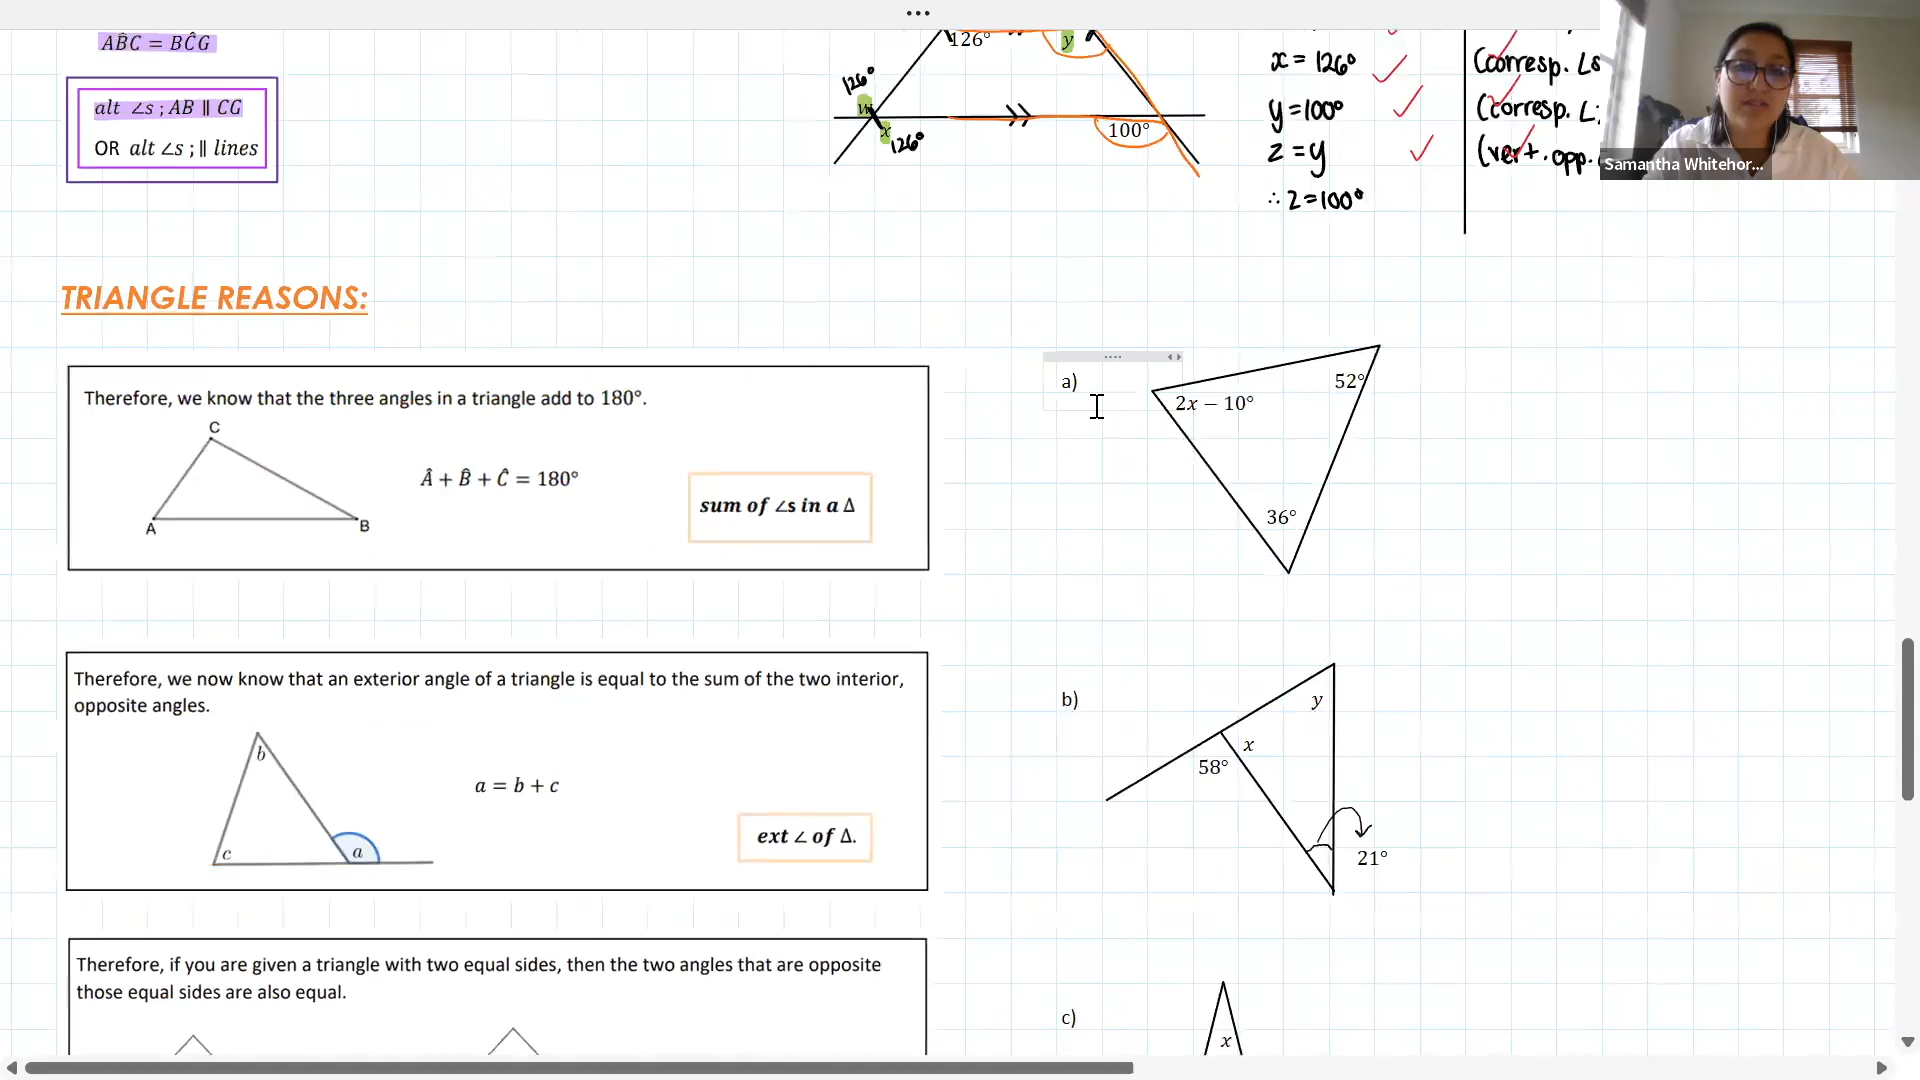 •••
AB̂C = BĈG
alt ∠s ; AB ∥ CG
OR alt ∠s ; ∥ lines
126°
y
126°
w
x
126°
100°
x = 126°
y = 100°
z = y
∴ z = 100°
(corresp. ∠s
(corresp. ∠
(vert. opp.
Samantha Whitehor...
TRIANGLE REASONS:
Therefore, we know that the three angles in a triangle add to 180°.
C
A
B
Â + B̂ + Ĉ = 180°
sum of ∠s in a Δ
a)
2x − 10°
52°
36°
Therefore, we now know that an exterior angle of a triangle is equal to the sum of the two interior,
opposite angles.
b
c
a
a = b + c
ext ∠ of Δ.
b)
y
x
58°
21°
Therefore, if you are given a triangle with two equal sides, then the two angles that are opposite
those equal sides are also equal.
c)
x